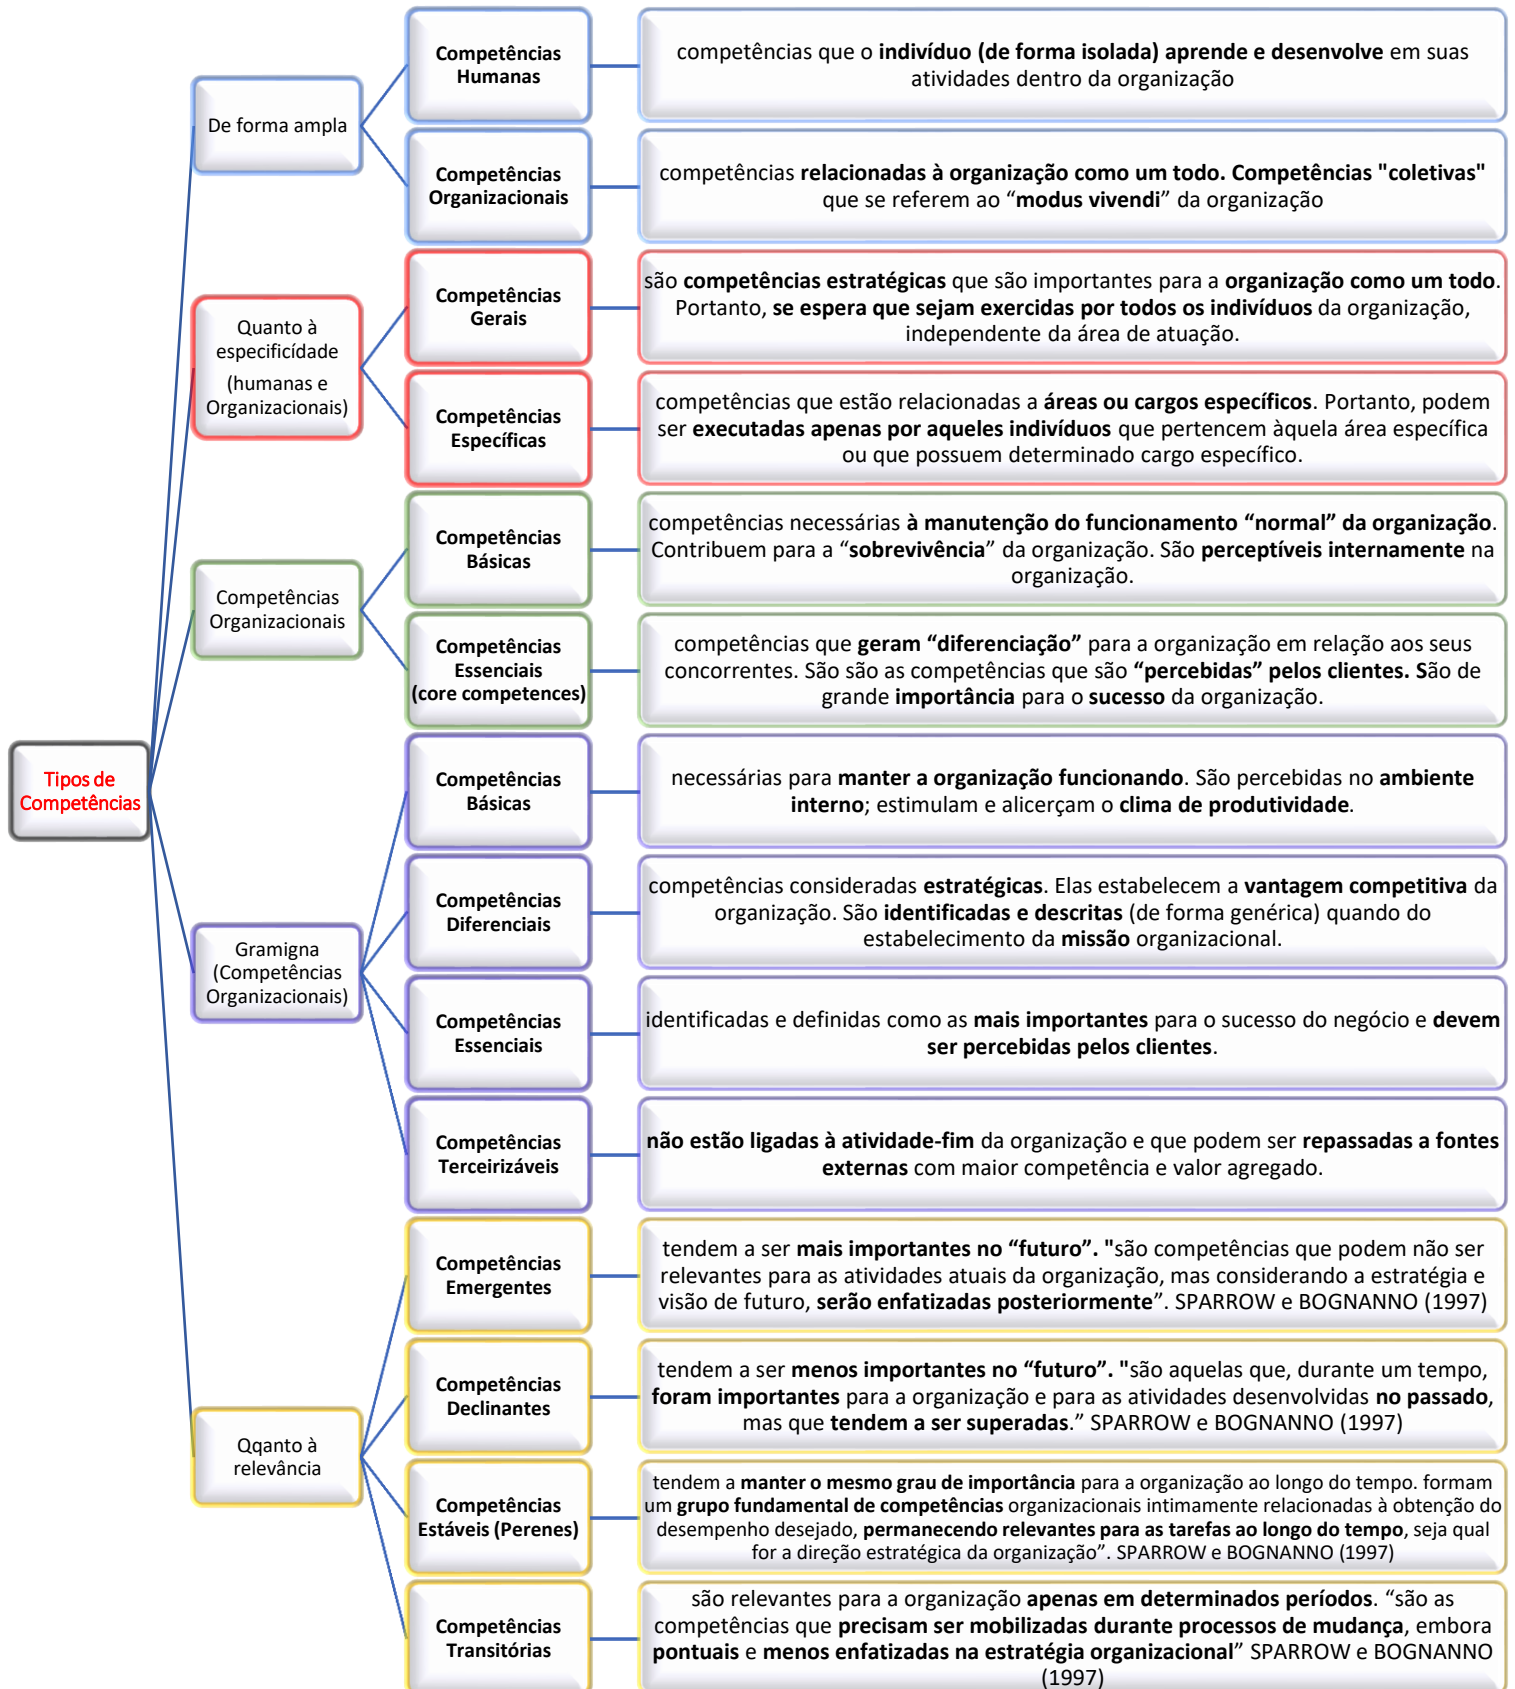 Tipos de
Competências
De forma ampla
Competências
Humanas
competências que o indivíduo (de forma isolada) aprende e desenvolve em suas
atividades dentro da organização
Competências
Organizacionais
competências relacionadas à organização como um todo. Competências "coletivas"
que se referem ao “modus vivendi” da organização
Quanto à
especificídade
(humanas e
Organizacionais)
Competências
Gerais
são competências estratégicas que são importantes para a organização como um todo.
Portanto, se espera que sejam exercidas por todos os indivíduos da organização,
independente da área de atuação.
Competências
Específicas
competências que estão relacionadas a áreas ou cargos específicos. Portanto, podem
ser executadas apenas por aqueles indivíduos que pertencem àquela área específica
ou que possuem determinado cargo específico.
Competências
Organizacionais
Competências
Básicas
competências necessárias à manutenção do funcionamento “normal” da organização.
Contribuem para a “sobrevivência” da organização. São perceptíveis internamente na
organização.
Competências
Essenciais
(core competences)
competências que geram “diferenciação” para a organização em relação aos seus
concorrentes. São são as competências que são “percebidas” pelos clientes. São de
grande importância para o sucesso da organização.
Gramigna
(Competências
Organizacionais)
Competências
Básicas
necessárias para manter a organização funcionando. São percebidas no ambiente
interno; estimulam e alicerçam o clima de produtividade.
Competências
Diferenciais
competências consideradas estratégicas. Elas estabelecem a vantagem competitiva da
organização. São identificadas e descritas (de forma genérica) quando do
estabelecimento da missão organizacional.
Competências
Essenciais
identificadas e definidas como as mais importantes para o sucesso do negócio e devem
ser percebidas pelos clientes.
Competências
Terceirizáveis
não estão ligadas à atividade-fim da organização e que podem ser repassadas a fontes
externas com maior competência e valor agregado.
Qqanto à
relevância
Competências
Emergentes
tendem a ser mais importantes no “futuro”. "são competências que podem não ser
relevantes para as atividades atuais da organização, mas considerando a estratégia e
visão de futuro, serão enfatizadas posteriormente”. SPARROW e BOGNANNO (1997)
Competências
Declinantes
tendem a ser menos importantes no “futuro”. "são aquelas que, durante um tempo,
foram importantes para a organização e para as atividades desenvolvidas no passado,
mas que tendem a ser superadas.” SPARROW e BOGNANNO (1997)
Competências
Estáveis (Perenes)
tendem a manter o mesmo grau de importância para a organização ao longo do tempo. formam
um grupo fundamental de competências organizacionais intimamente relacionadas à obtenção do
desempenho desejado, permanecendo relevantes para as tarefas ao longo do tempo, seja qual
for a direção estratégica da organização”. SPARROW e BOGNANNO (1997)
Competências
Transitórias
são relevantes para a organização apenas em determinados períodos. “são as
competências que precisam ser mobilizadas durante processos de mudança, embora
pontuais e menos enfatizadas na estratégia organizacional” SPARROW e BOGNANNO
(1997)